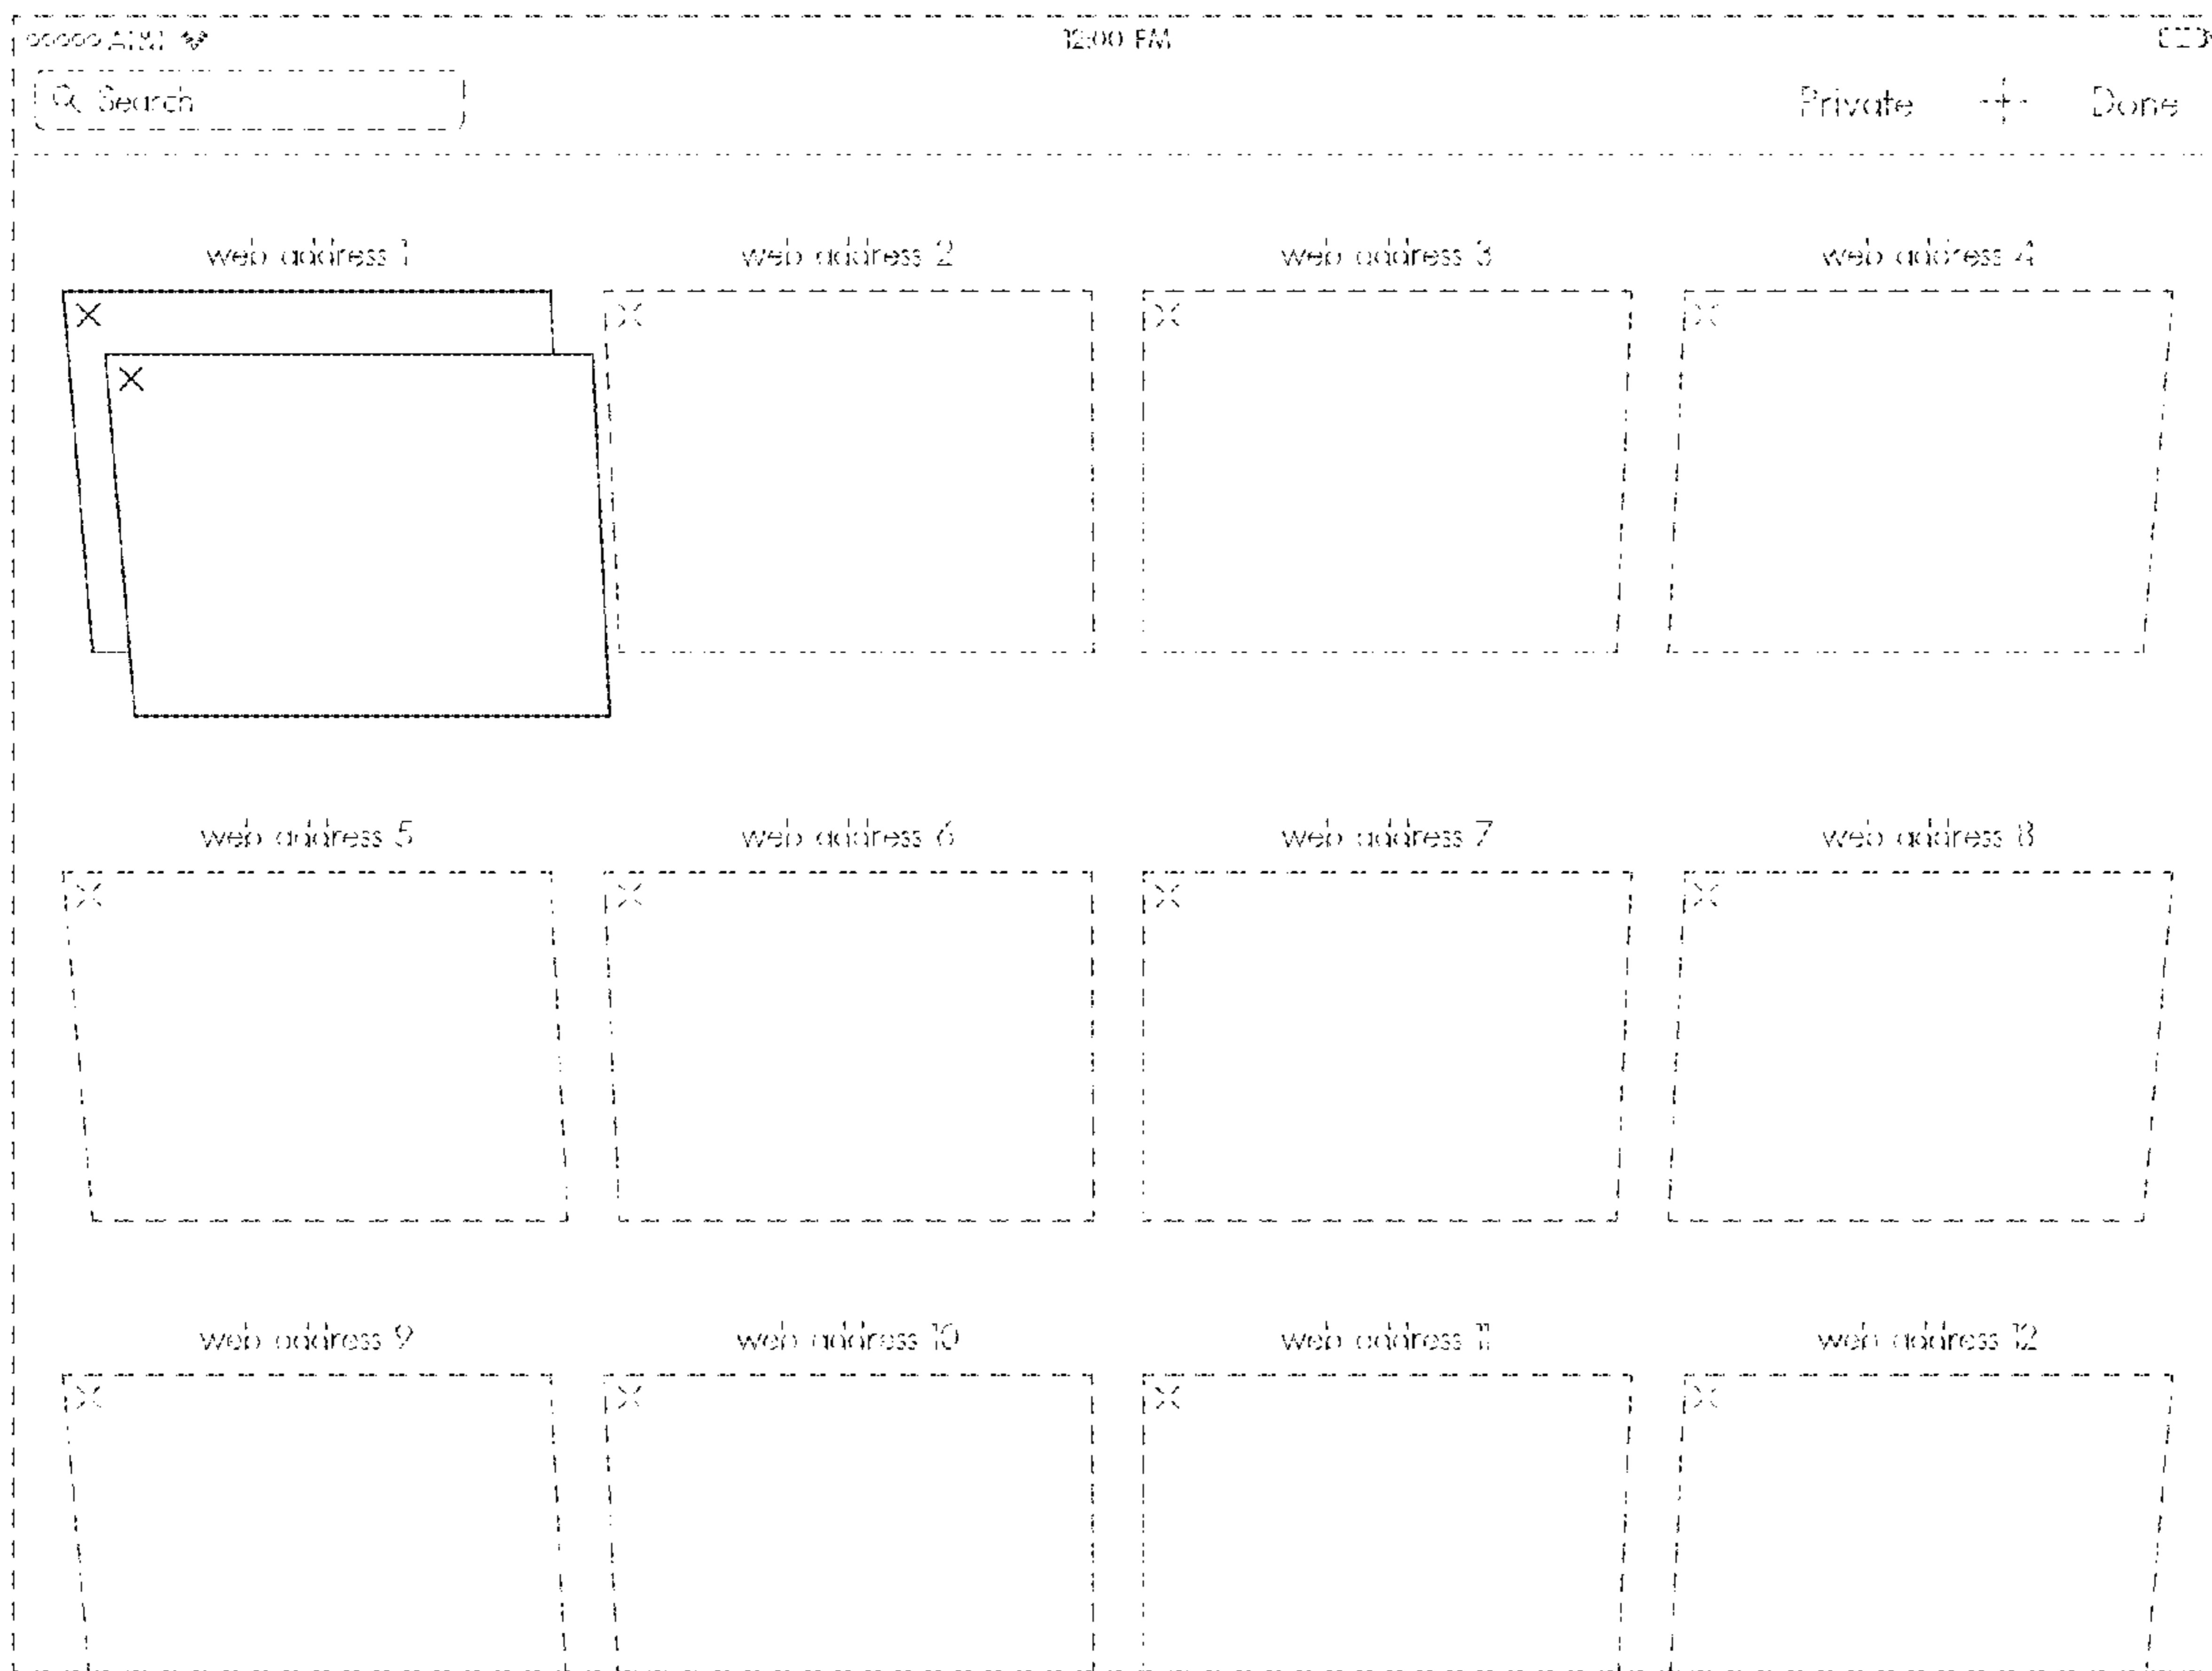 AT&T 12:00 PM
Search Private Done
web address 1 web address 2 web address 3 web address 4
web address 5 web address 6 web address 7 web address 8
web address 9 web address 10 web address 11 web address 12